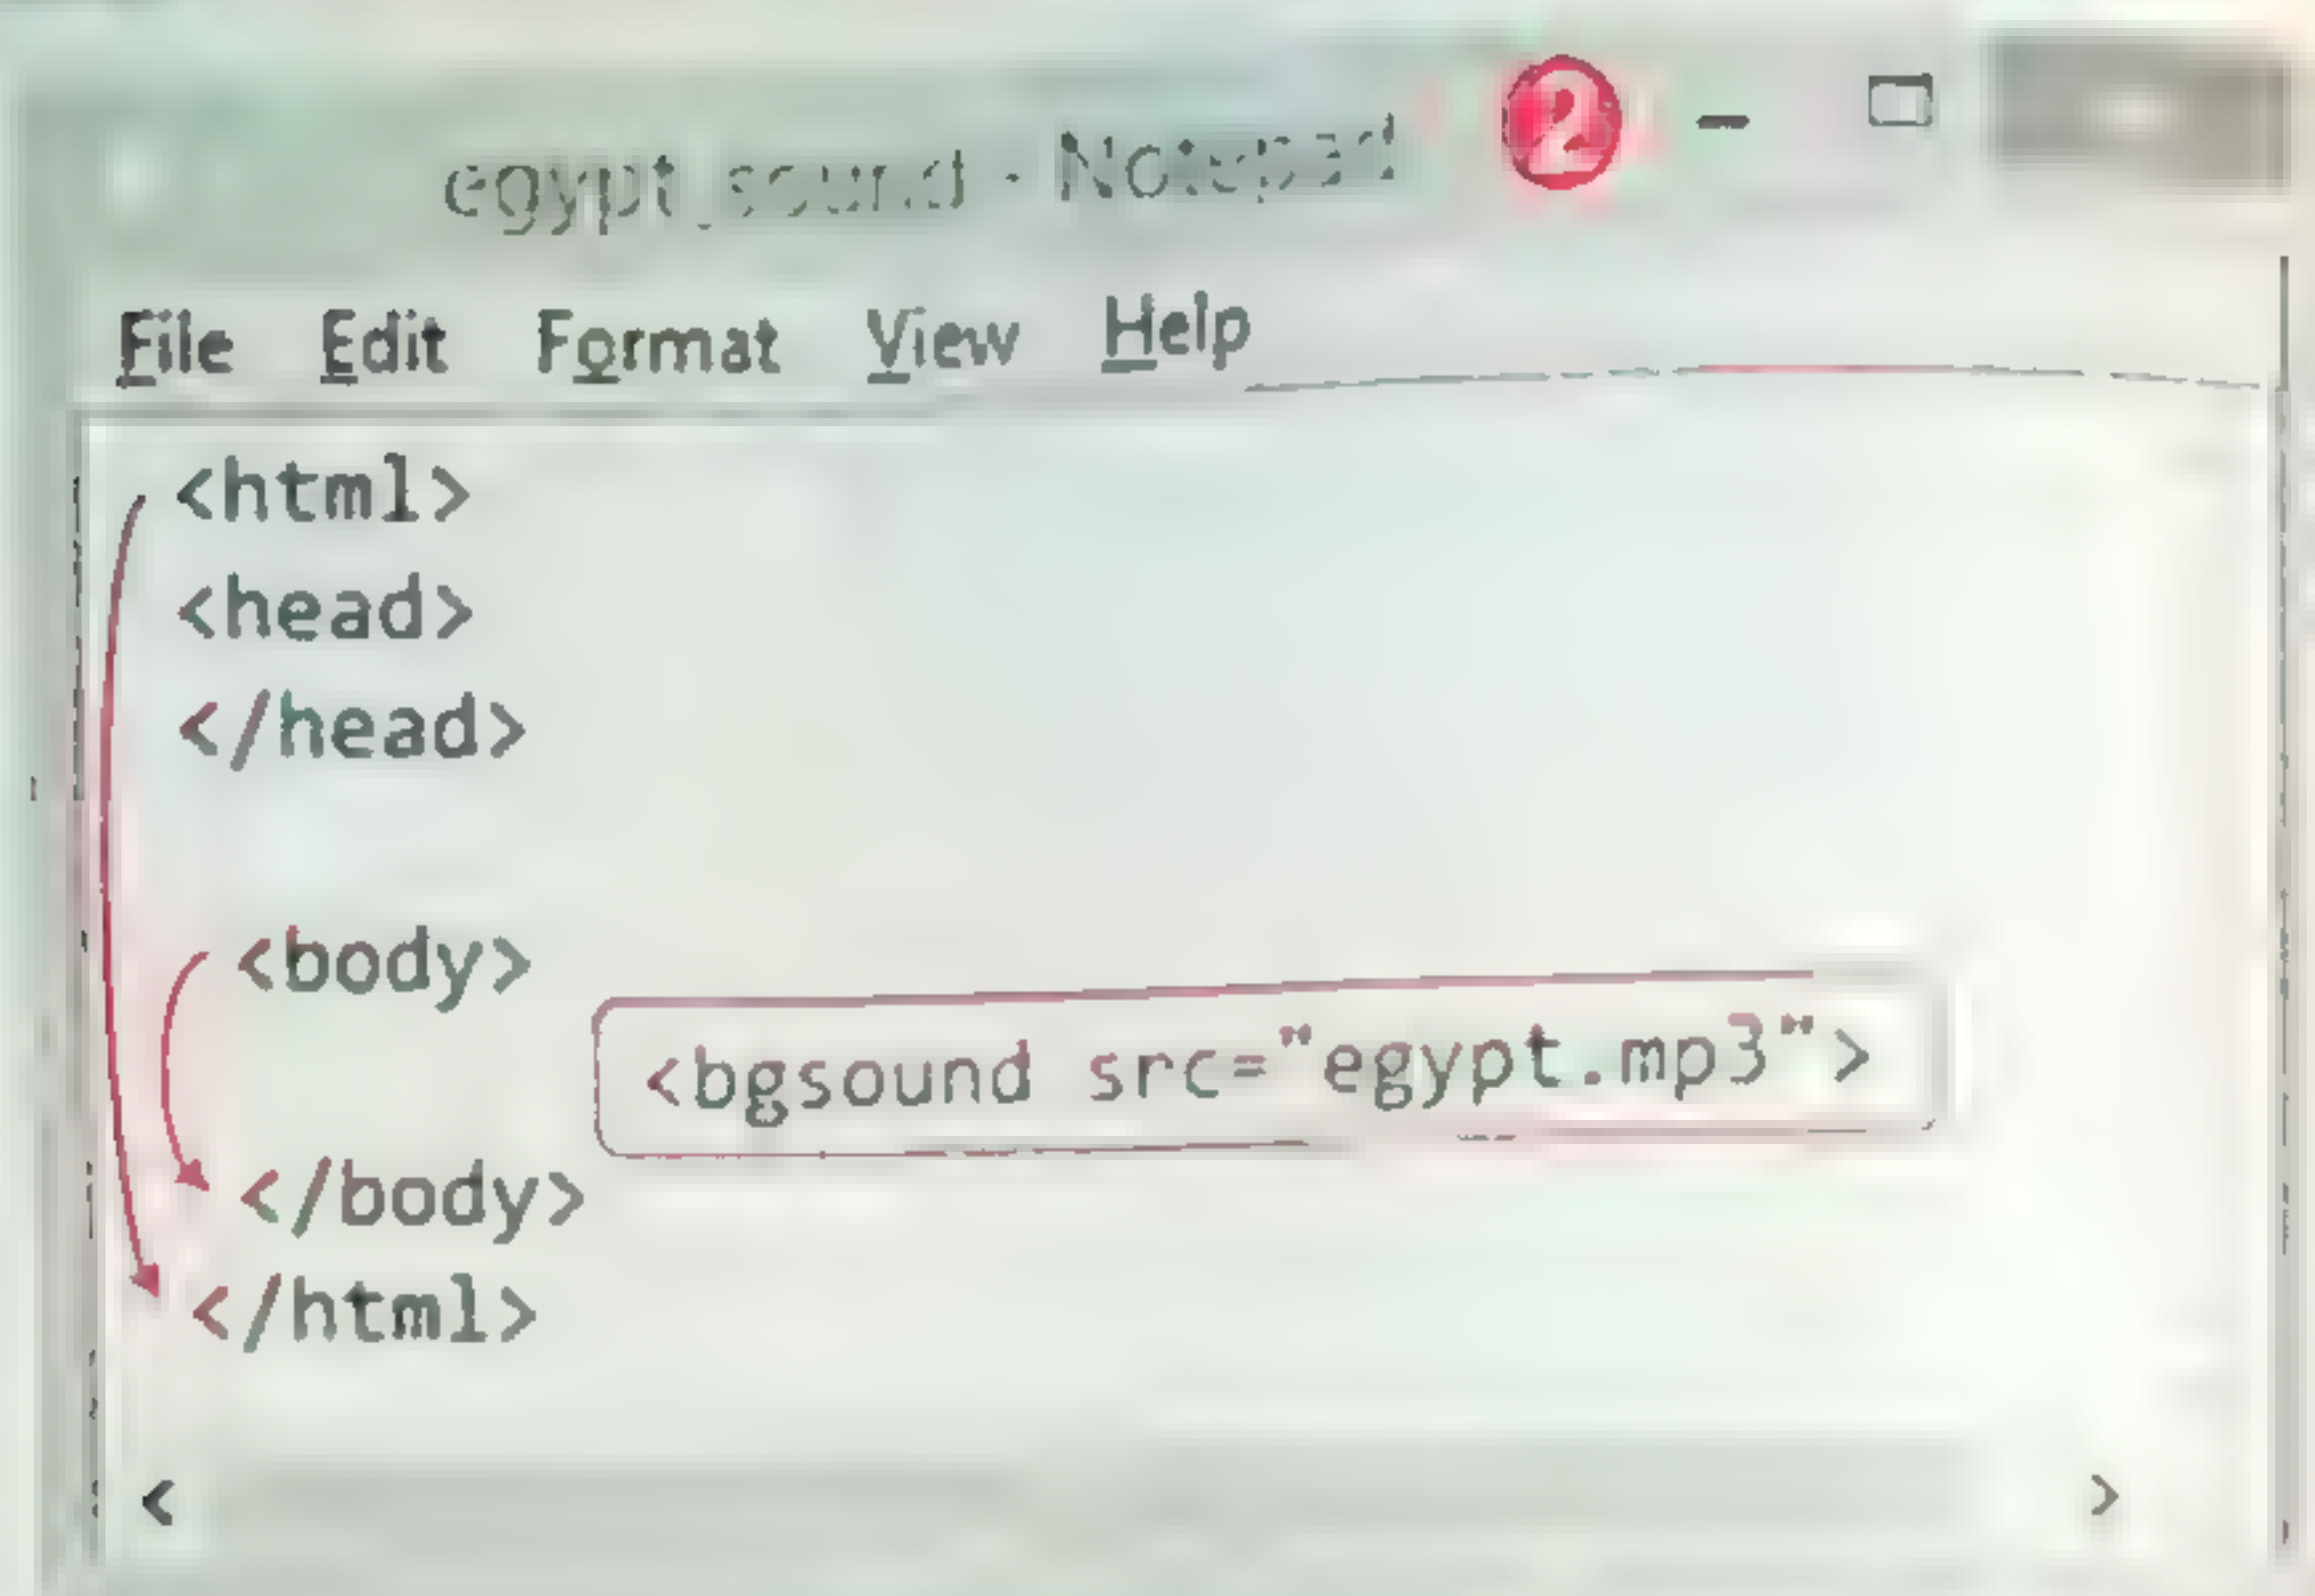 egypt_sound - Notepad
2
File Edit Format View Help
<html>
<head>
</head>
<body>
<bgsound src="egypt.mp3">
</body>
</html>